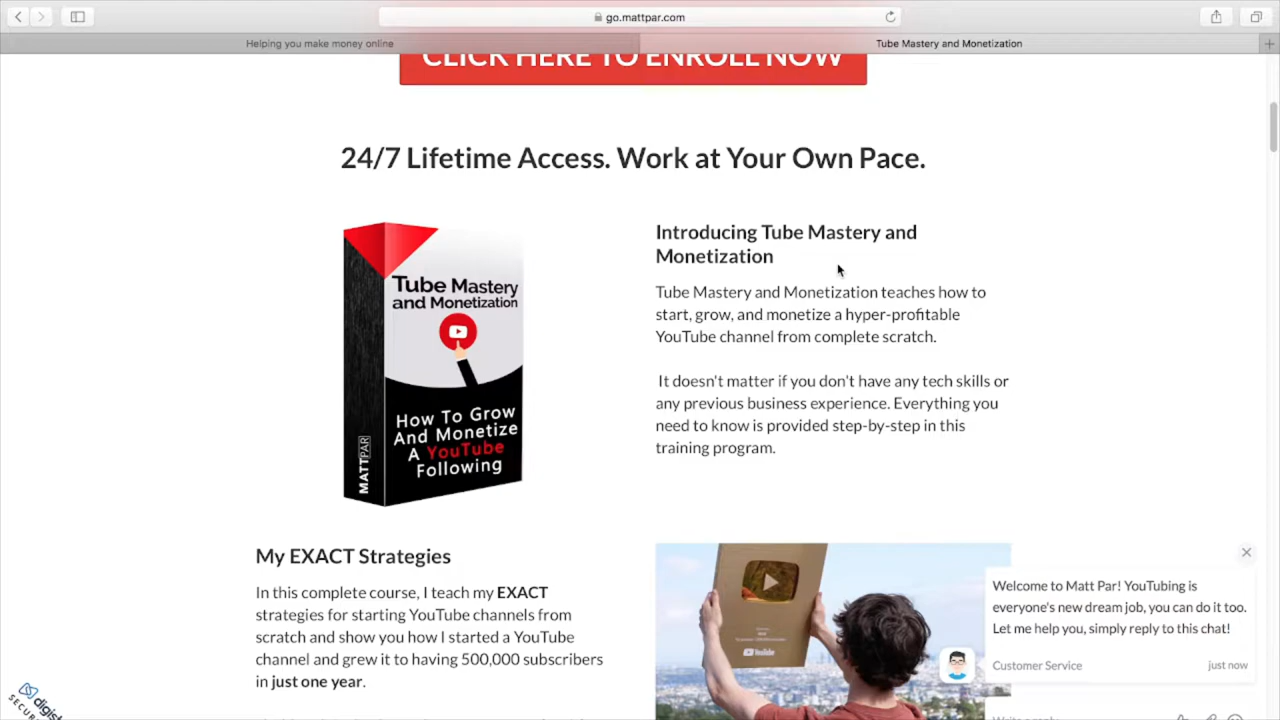 go.mattpar.com
Helping you make money online
Tube Mastery and Monetization
CLICK HERE TO ENROLL NOW
24/7 Lifetime Access. Work at Your Own Pace.
Tube Mastery
and Monetization
How To Grow
And Monetize
A YouTube
Following
MATTPAR
Introducing Tube Mastery and
Monetization
Tube Mastery and Monetization teaches how to
start, grow, and monetize a hyper-profitable
YouTube channel from complete scratch.
It doesn't matter if you don't have any tech skills or
any previous business experience. Everything you
need to know is provided step-by-step in this
training program.
My EXACT Strategies
In this complete course, I teach my EXACT
strategies for starting YouTube channels from
scratch and show you how I started a YouTube
channel and grew it to having 500,000 subscribers
in just one year.
YouTube
Welcome to Matt Par! YouTubing is
everyone's new dream job, you can do it too.
Let me help you, simply reply to this chat!
Customer Service
just now
Write a reply